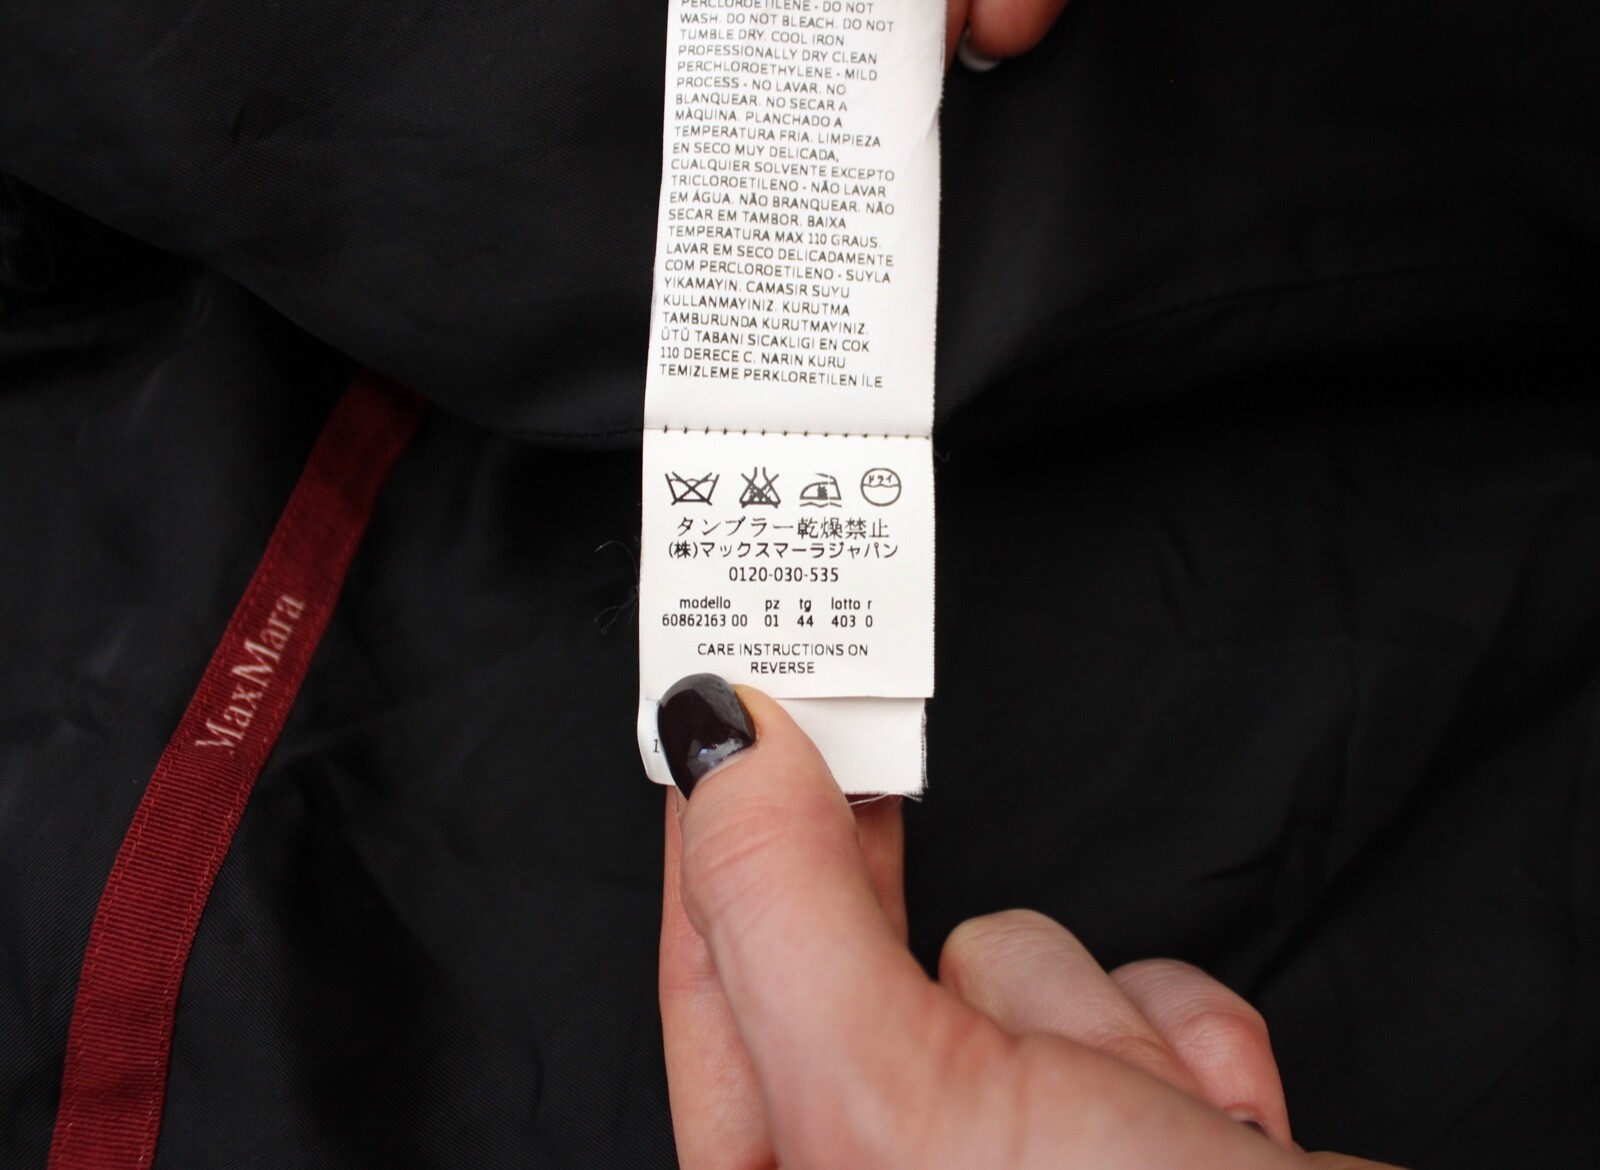 PERCLOROETILENE - DO NOT
WASH. DO NOT BLEACH. DO NOT
TUMBLE DRY. COOL IRON.
PROFESSIONALLY DRY CLEAN
PERCHLOROETHYLENE - MILD
PROCESS - NO LAVAR. NO
BLANQUEAR. NO SECAR A
MÀQUINA. PLANCHADO A
TEMPERATURA FRIA. LIMPIEZA
EN SECO MUY DELICADA,
CUALQUIER SOLVENTE EXCEPTO
TRICLOROETILENO - NÃO LAVAR
EM ÁGUA. NÃO BRANQUEAR. NÃO
SECAR EM TAMBOR. BAIXA
TEMPERATURA MAX 110 GRAUS.
LAVAR EM SECO DELICADAMENTE
COM PERCLOROETILENO - SUYLA
YIKAMAYIN. CAMASIR SUYU
KULLANMAYINIZ. KURUTMA
TAMBURUNDA KURUTMAYINIZ.
ÜTÜ TABANI SICAKLIGI EN COK
110 DERECE C. NARIN KURU
TEMIZLEME PERKLORETILEN İLE
ドライ
タンブラー乾燥禁止
(株)マックスマーラジャパン
0120-030-535
modello pz tg lotto r
60862163 00 01 44 403 0
CARE INSTRUCTIONS ON
REVERSE
1
MaxMara